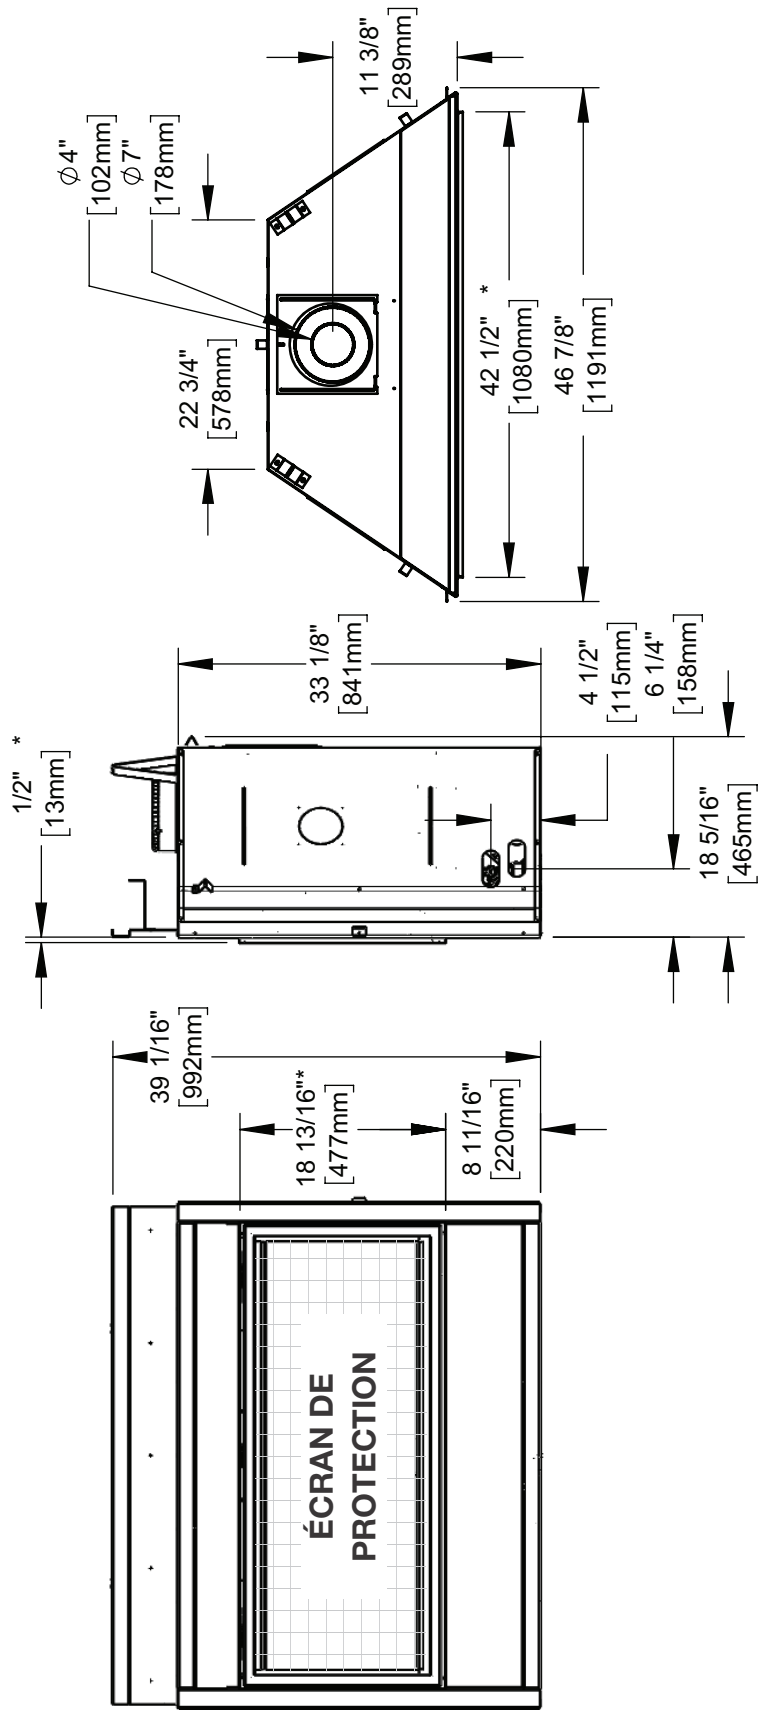 Ø4"
[102mm]
Ø7"
[178mm]
22 3/4"
[578mm]
11 3/8"
[289mm]
42 1/2" *
[1080mm]
46 7/8"
[1191mm]
1/2" *
[13mm]
33 1/8"
[841mm]
4 1/2"
[115mm]
6 1/4"
[158mm]
18 5/16"
[465mm]
39 1/16"
[992mm]
18 13/16"*
[477mm]
8 11/16"
[220mm]
ÉCRAN DE
PROTECTION